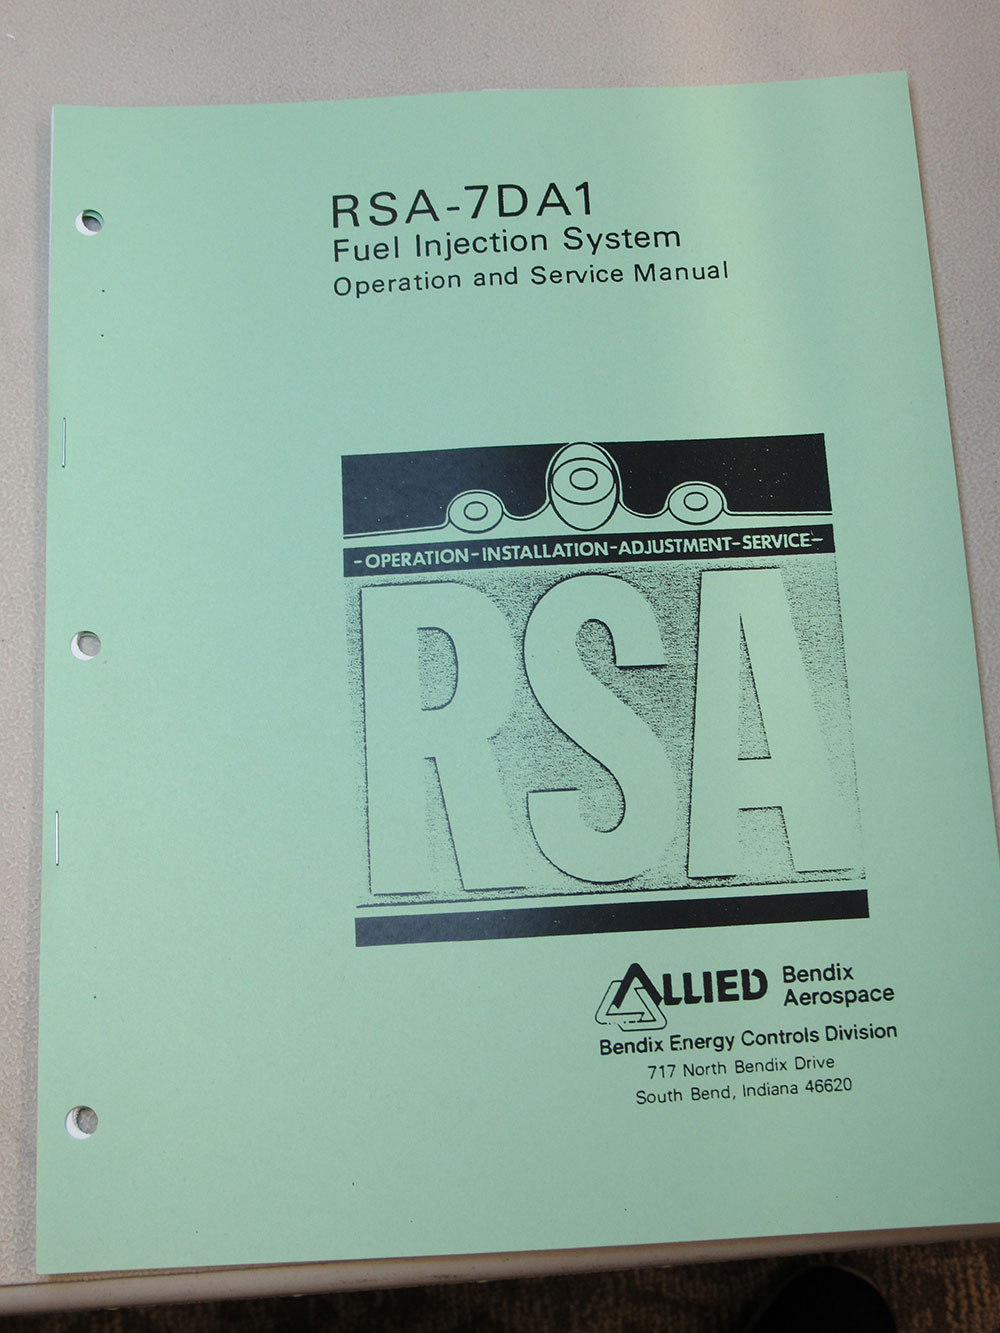 RSA-7DA1
Fuel Injection System
Operation and Service Manual
-OPERATION-INSTALLATION-ADJUSTMENT-SERVICE-
RSA
ALLIED Bendix
Aerospace
Bendix Energy Controls Division
717 North Bendix Drive
South Bend, Indiana 46620